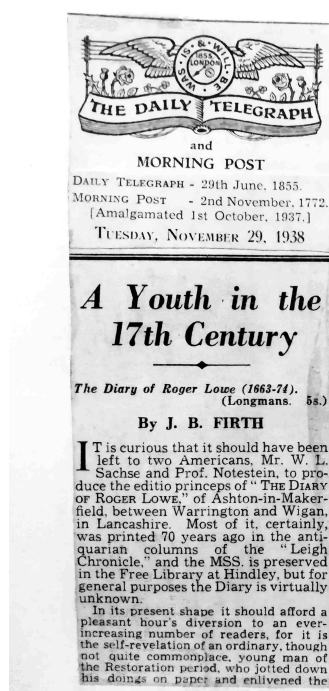 WAS · IS · & · WILL · BE
1855
LONDON
THE DAILY TELEGRAPH
and
MORNING POST
DAILY TELEGRAPH - 29th June, 1855.
MORNING POST - 2nd November, 1772.
[Amalgamated 1st October, 1937.]
TUESDAY, NOVEMBER 29, 1938
A Youth in the
17th Century
The Diary of Roger Lowe (1663-74).
(Longmans. 5s.)
By J. B. FIRTH
IT is curious that it should have been
left to two Americans, Mr. W. L.
Sachse and Prof. Notestein, to pro-
duce the editio princeps of "THE DIARY
OF ROGER LOWE," of Ashton-in-Maker-
field, between Warrington and Wigan,
in Lancashire. Most of it, certainly,
was printed 70 years ago in the anti-
quarian columns of the "Leigh
Chronicle," and the MSS. is preserved
in the Free Library at Hindley, but for
general purposes the Diary is virtually
unknown.
In its present shape it should afford a
pleasant hour's diversion to an ever-
increasing number of readers, for it is
the self-revelation of an ordinary, though
not quite commonplace, young man of
the Restoration period, who jotted down
his doings on paper and enlivened the